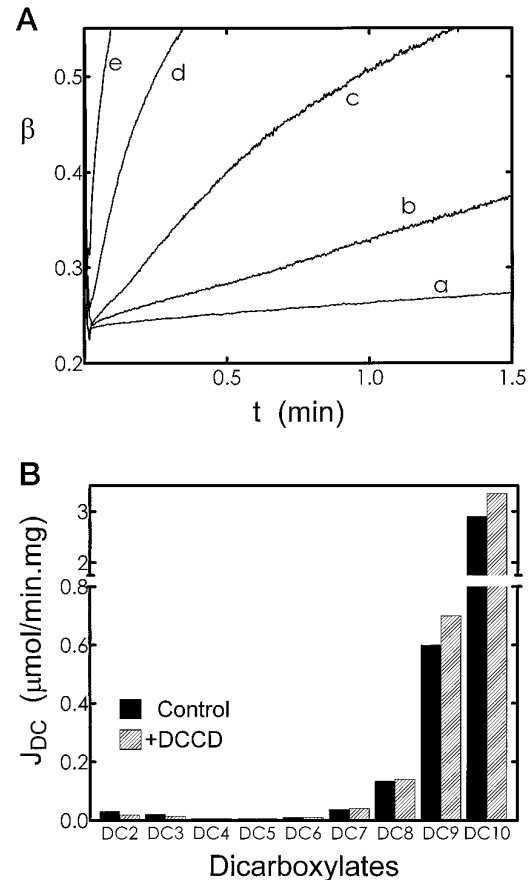 A
0.5
0.4
0.3
0.2
β
e
d
c
b
a
0.5
1.0
1.5
t (min)
B
3
2
0.8
0.6
0.4
0.2
0.0
J_DC (μmol/min.mg)
Control
+DCCD
DC2 DC3 DC4 DC5 DC6 DC7 DC8 DC9 DC10
Dicarboxylates